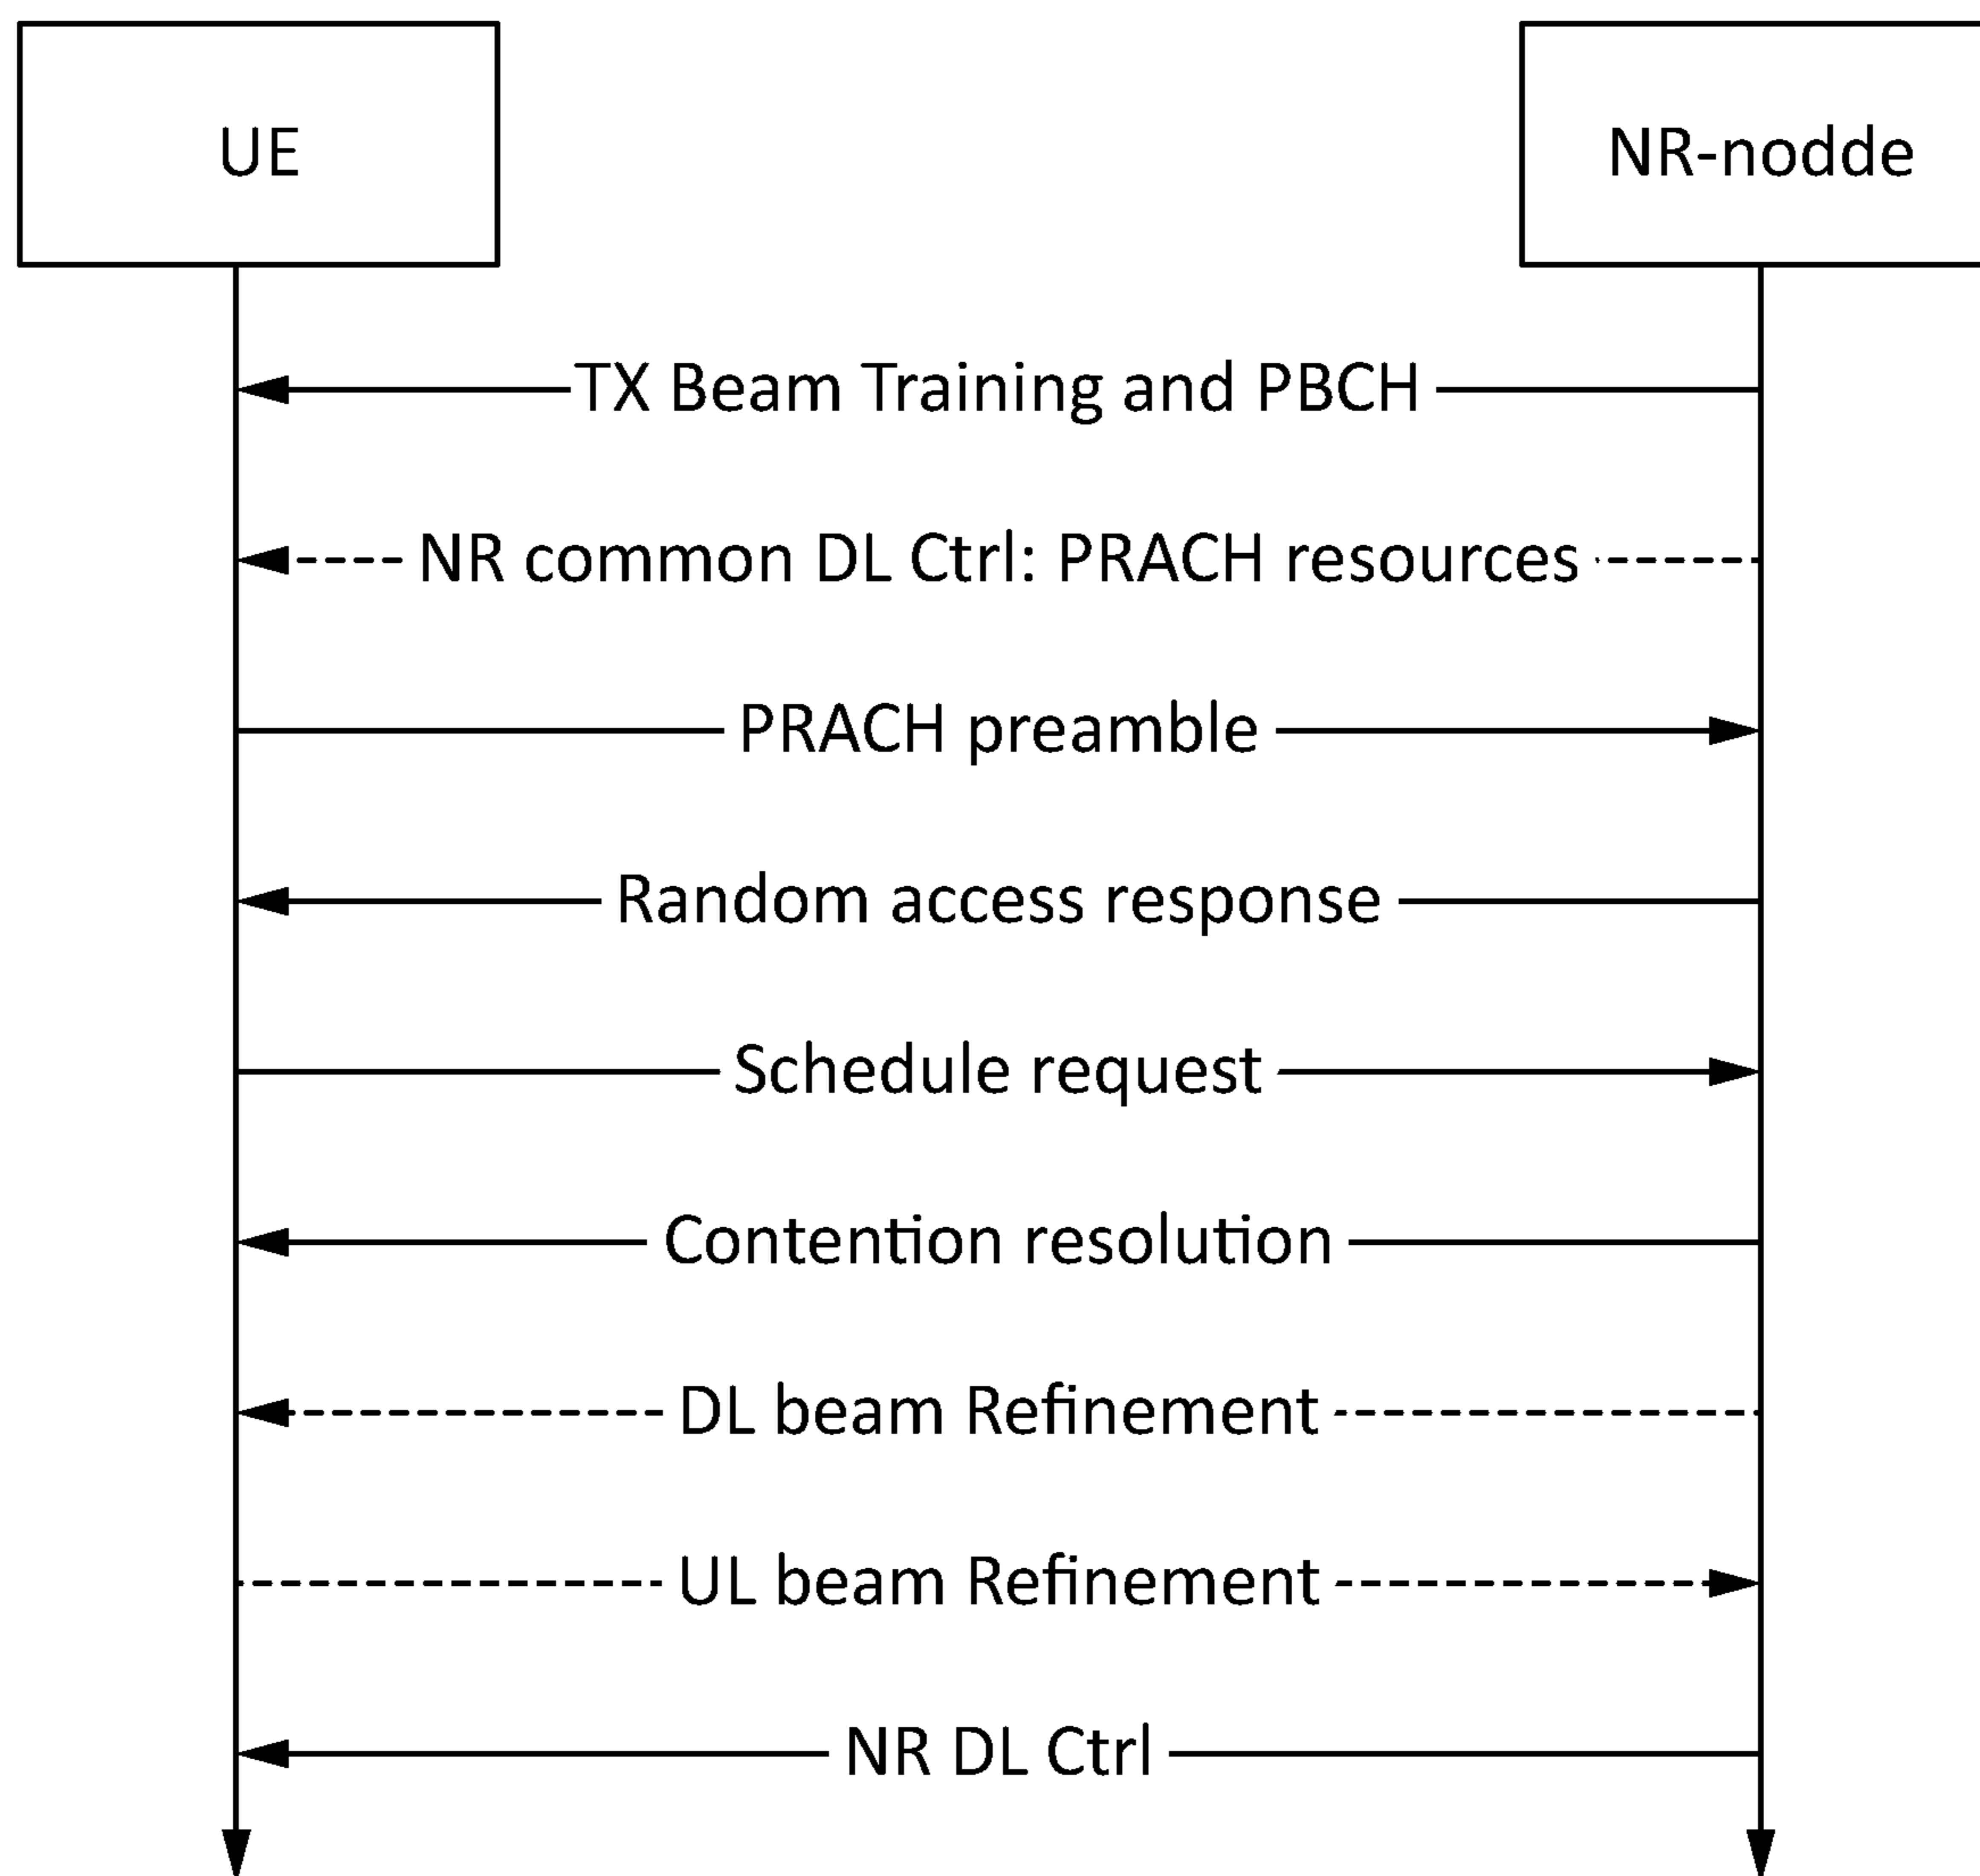 UE
NR-nodde
TX Beam Training and PBCH
NR common DL Ctrl: PRACH resources
PRACH preamble
Random access response
Schedule request
Contention resolution
DL beam Refinement
UL beam Refinement
NR DL Ctrl